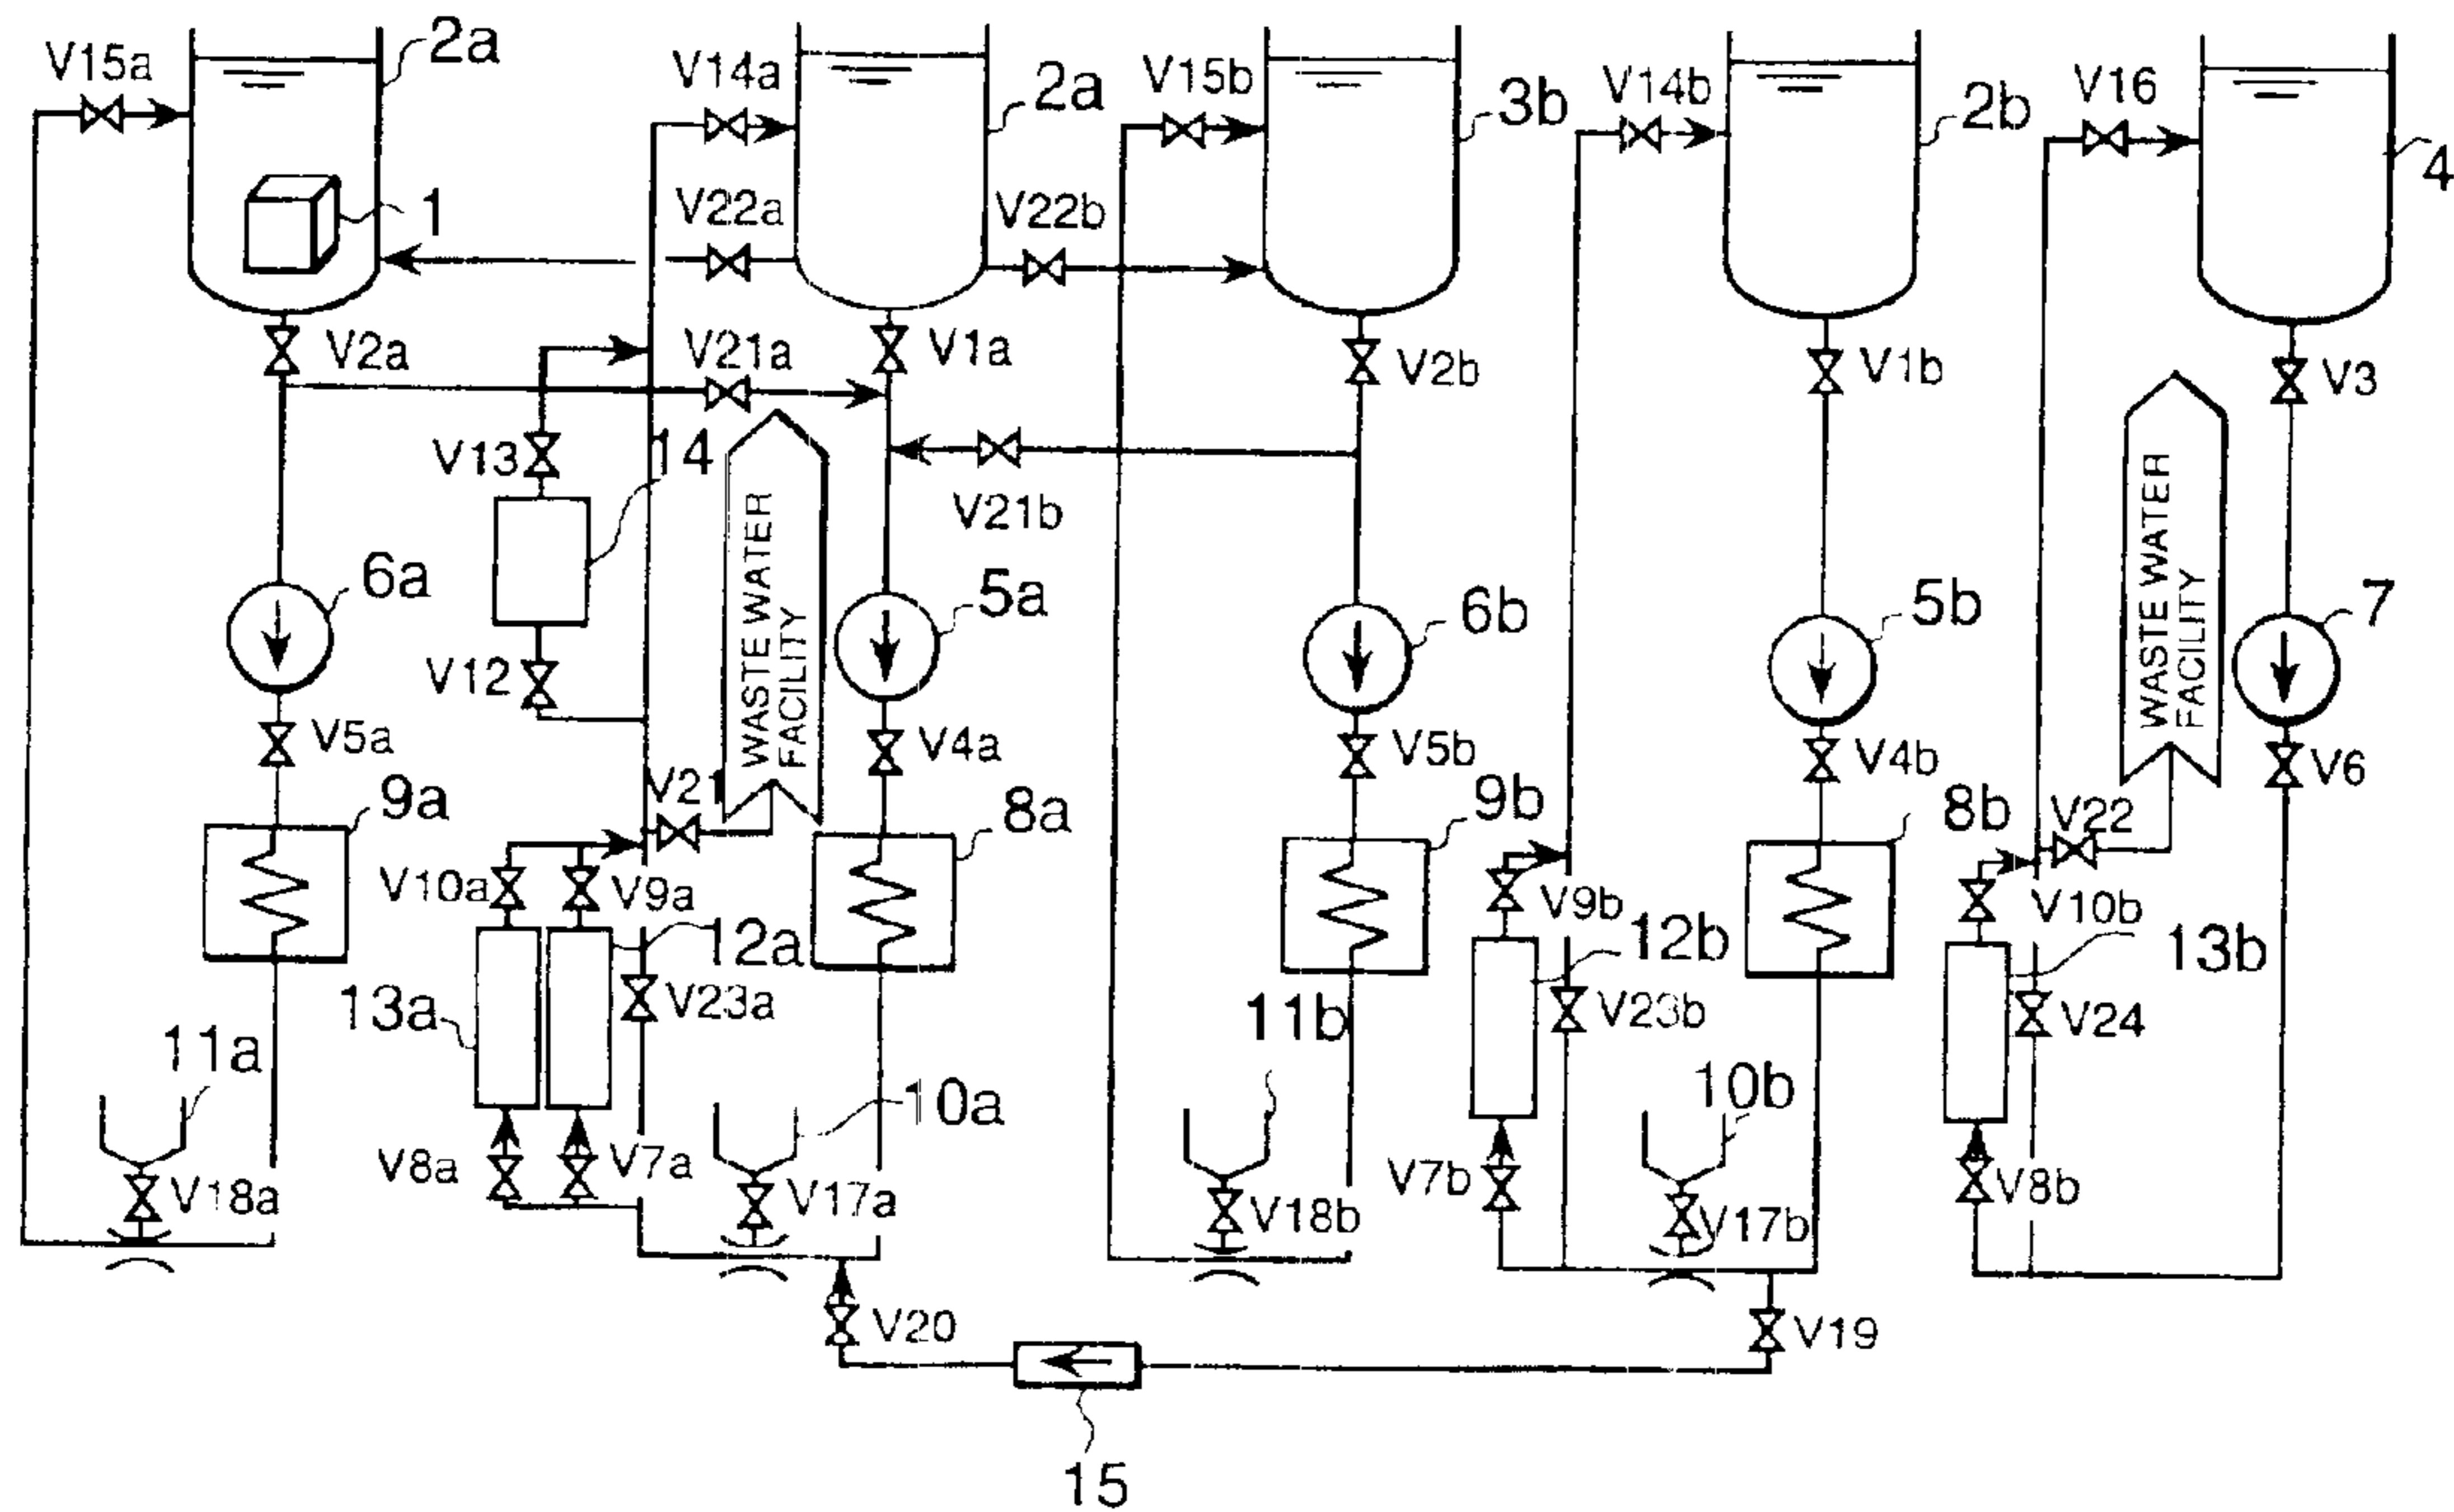 V15a
2a
V14a
2a
V15b
3b
V14b
2b
V16
4
1
V22a
V22b
V2a
V21a
V1a
V2b
V1b
V3
V13
14
V21b
WASTE WATER
FACILITY
WASTE WATER
FACILITY
6a
5a
6b
5b
7
V12
V5a
V4a
V5b
V4b
V6
V21
9a
8a
9b
8b
V22
V10a
V9a
V9b
V10b
12a
12b
13b
13a
V23a
V23b
V24
11a
11b
10a
10b
V8a
V7a
V7b
V8b
V18a
V17a
V18b
V17b
V20
V19
15